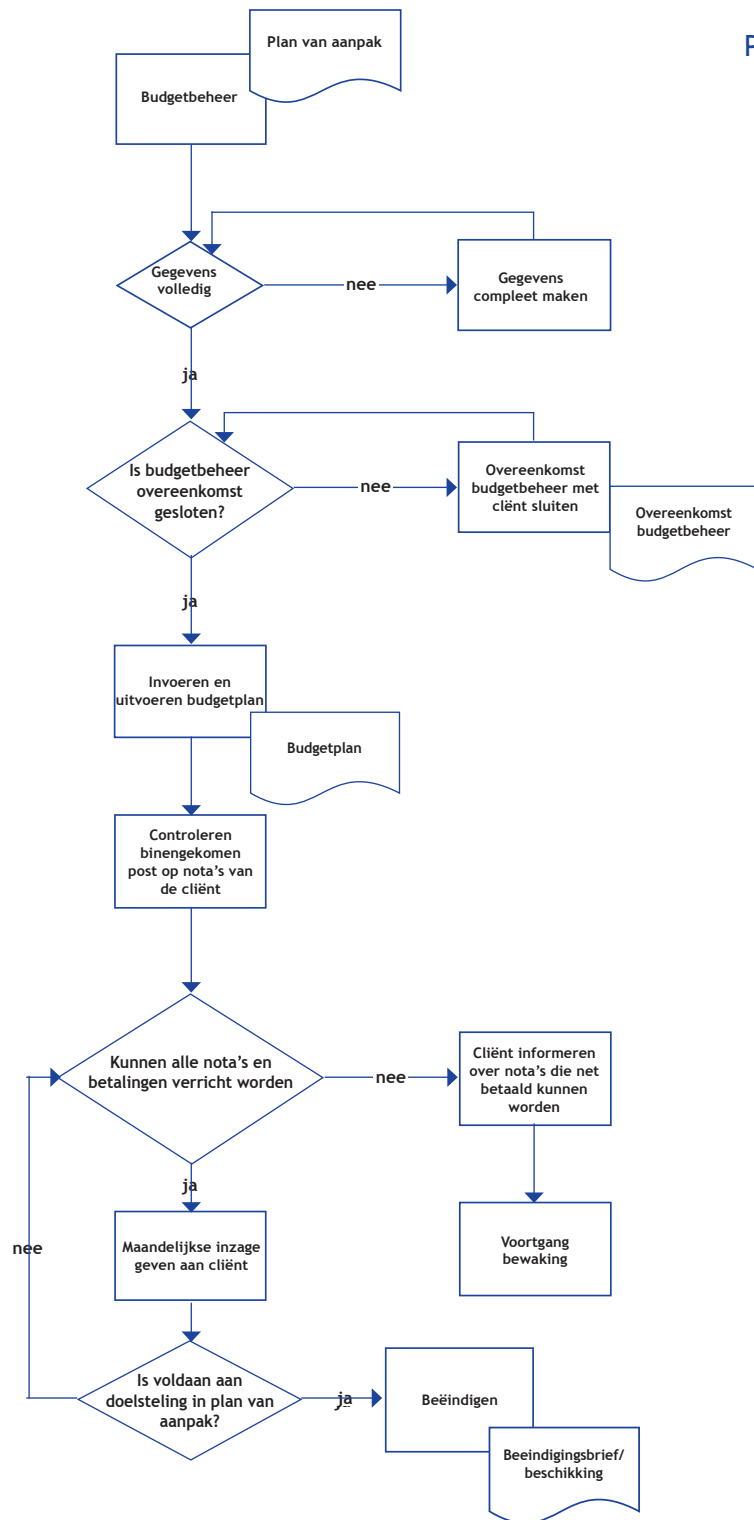 Plan van aanpak
P
Budgetbeheer
Gegevens
volledig
nee
Gegevens
compleet maken
ja
Is budgetbeheer
overeenkomst
gesloten?
nee
Overeenkomst
budgetbeheer met
clënt sluiten
Overeenkomst
budgetbeheer
ja
Invoeren en
uitvoeren budgetplan
Budgetplan
Controleren
binengekomen
post op nota’s van
de cliënt
Kunnen alle nota’s en
betalingen verricht worden
nee
Cliënt informeren
over nota’s die net
betaald kunnen
worden
ja
Maandelijkse inzage
geven aan cliënt
nee
Voortgang
bewaking
Is voldaan aan
doelsteling in plan van
aanpak?
ja
Beëindigen
Beeindigingsbrief/
beschikking